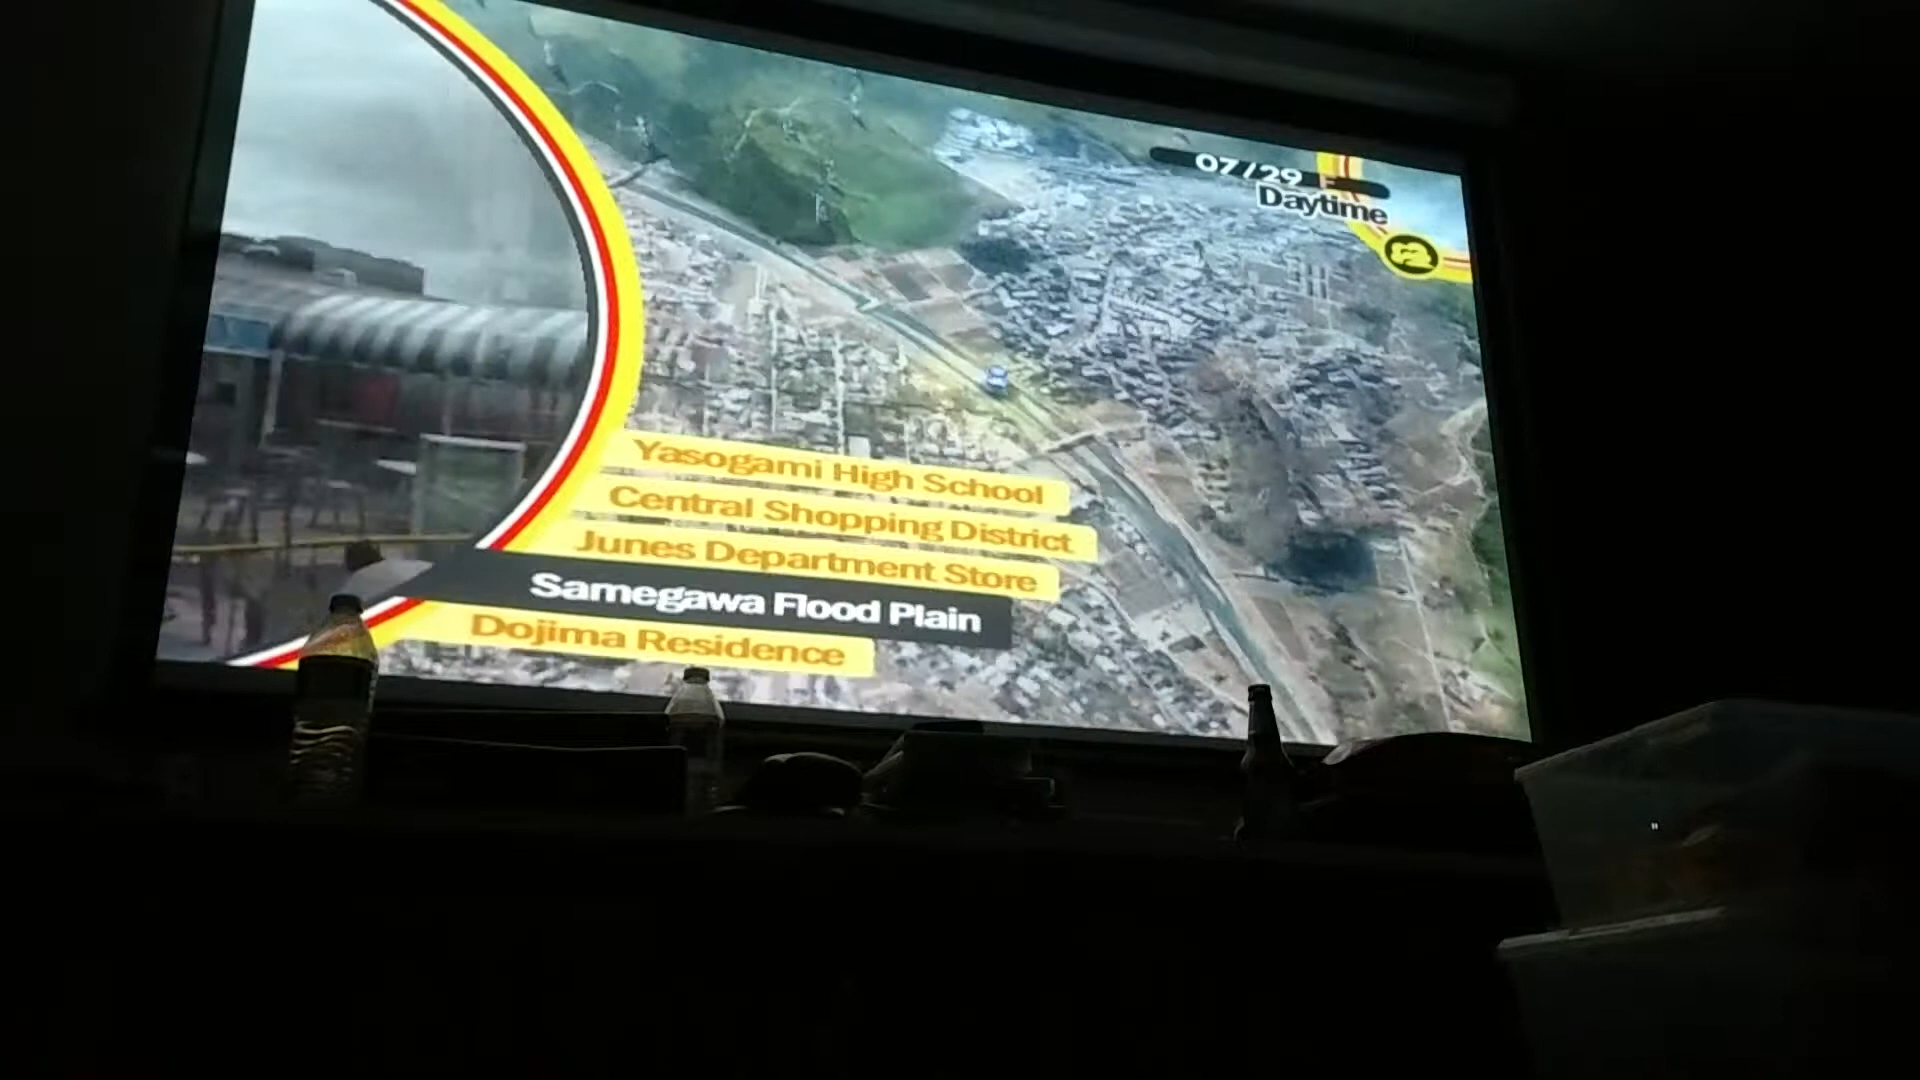 07/29
Daytime
Yasogami High School
Central Shopping District
Junes Department Store
Samegawa Flood Plain
Dojima Residence